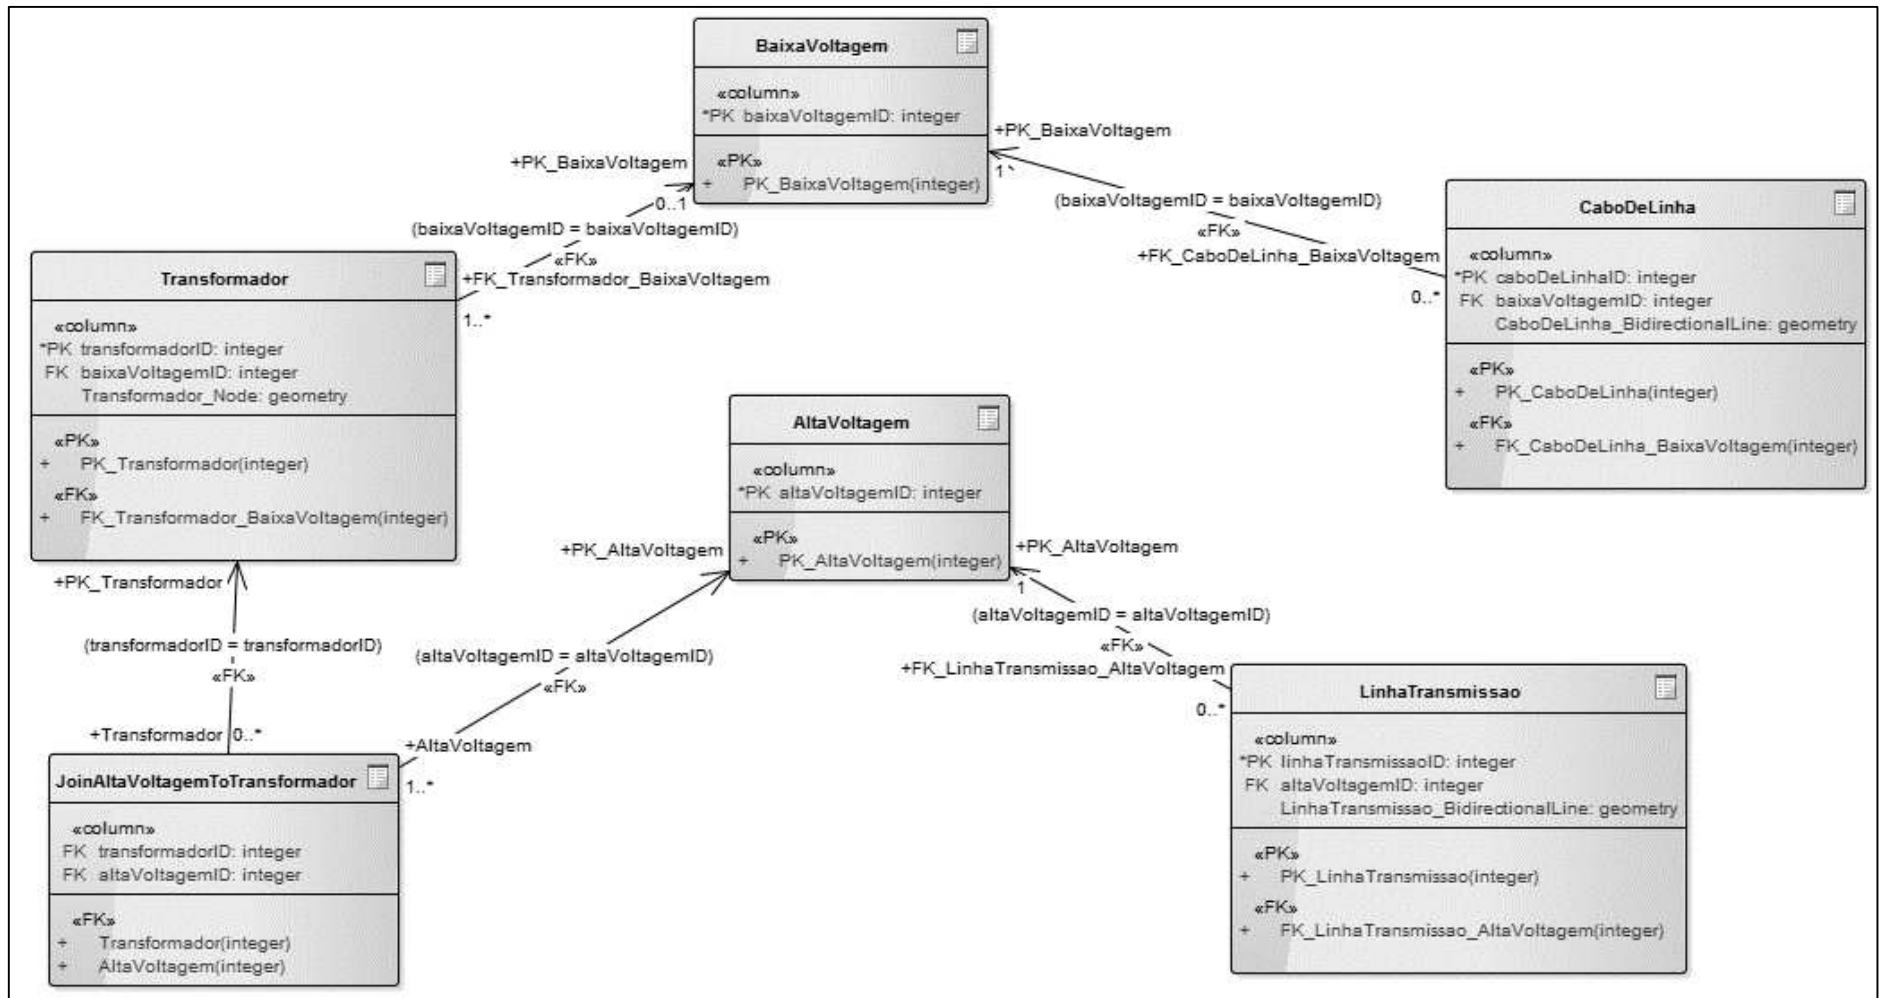 BaixaVoltagem
«column»
*PK baixaVoltagemID: integer
«PK»
+ PK_BaixaVoltagem(integer)
+PK_BaixaVoltagem
0..1
(baixaVoltagemID = baixaVoltagemID)
«FK»
+FK_Transformador_BaixaVoltagem
1..*
+PK_BaixaVoltagem
1
(baixaVoltagemID = baixaVoltagemID)
«FK»
+FK_CaboDeLinha_BaixaVoltagem
0..*
CaboDeLinha
«column»
*PK caboDeLinhaID: integer
FK baixaVoltagemID: integer
CaboDeLinha_BidirectionalLine: geometry
«PK»
+ PK_CaboDeLinha(integer)
«FK»
+ FK_CaboDeLinha_BaixaVoltagem(integer)
Transformador
«column»
*PK transformadorID: integer
FK baixaVoltagemID: integer
Transformador_Node: geometry
«PK»
+ PK_Transformador(integer)
«FK»
+ FK_Transformador_BaixaVoltagem(integer)
AltaVoltagem
«column»
*PK altaVoltagemID: integer
«PK»
+ PK_AltaVoltagem(integer)
+PK_Transformador
(transformadorID = transformadorID)
«FK»
+Transformador 0..*
+PK_AltaVoltagem
(altaVoltagemID = altaVoltagemID)
«FK»
+AltaVoltagem
1..*
+PK_AltaVoltagem
1
(altaVoltagemID = altaVoltagemID)
«FK»
+FK_LinhaTransmissao_AltaVoltagem
0..*
JoinAltaVoltagemToTransformador
«column»
FK transformadorID: integer
FK altaVoltagemID: integer
«FK»
+ Transformador(integer)
+ AltaVoltagem(integer)
LinhaTransmissao
«column»
*PK linhaTransmissaoID: integer
FK altaVoltagemID: integer
LinhaTransmissao_BidirectionalLine: geometry
«PK»
+ PK_LinhaTransmissao(integer)
«FK»
+ FK_LinhaTransmissao_AltaVoltagem(integer)